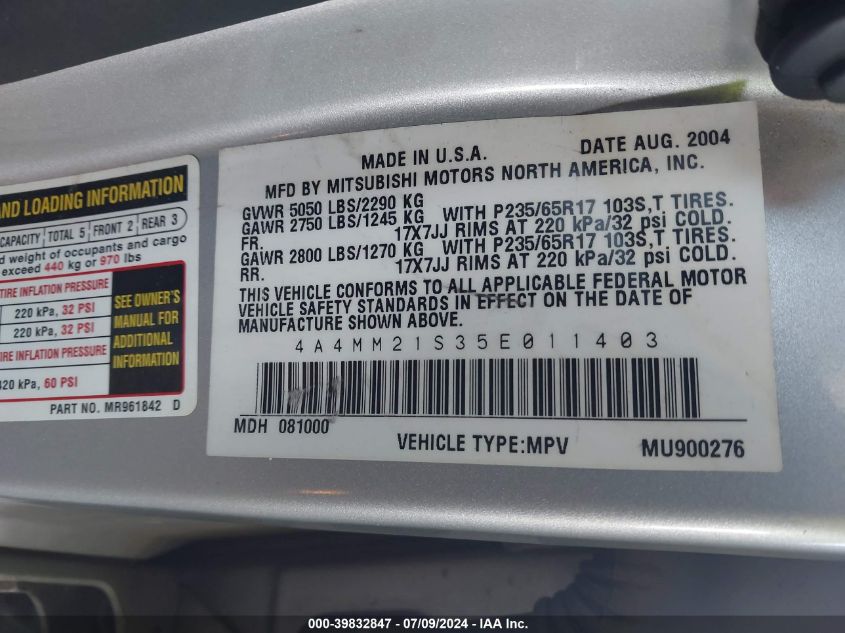 AND LOADING INFORMATION
CAPACITY TOTAL 5 FRONT 2 REAR 3
d weight of occupants and cargo
exceed 440 kg or 970 lbs
TIRE INFLATION PRESSURE
220 kPa, 32 PSI
220 kPa, 32 PSI
TIRE INFLATION PRESSURE
420 kPa, 60 PSI
SEE OWNER'S
MANUAL FOR
ADDITIONAL
INFORMATION
PART NO. MR961842 D
MADE IN U.S.A. DATE AUG. 2004
MFD BY MITSUBISHI MOTORS NORTH AMERICA, INC.
GVWR 5050 LBS/2290 KG
GAWR 2750 LBS/1245 KG WITH P235/65R17 103S,T TIRES.
FR. 17X7JJ RIMS AT 220 kPa/32 psi COLD.
GAWR 2800 LBS/1270 KG WITH P235/65R17 103S,T TIRES.
RR. 17X7JJ RIMS AT 220 kPa/32 psi COLD.
THIS VEHICLE CONFORMS TO ALL APPLICABLE FEDERAL MOTOR
VEHICLE SAFETY STANDARDS IN EFFECT ON THE DATE OF
MANUFACTURE SHOWN ABOVE.
4A4MM21S35E011403
MDH 081000
VEHICLE TYPE:MPV MU900276
000-39832847 - 07/09/2024 - IAA Inc.